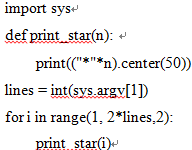 import sys
def print_star(n):
print(("*"*n).center(50))
lines = int(sys.argv[1])
for i in range(1, 2*lines,2):
print_star(i)